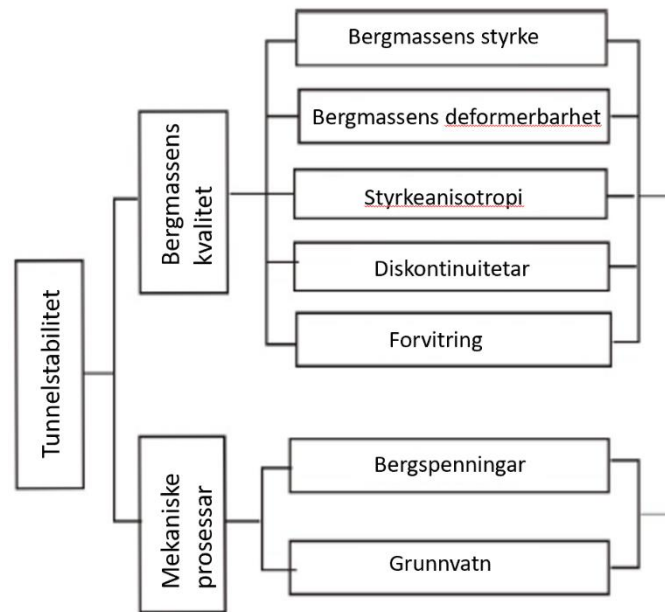 Tunnelstabilitet
Bergmassens
kvalitet
Bergmassens styrke
Bergmassens deformerbarhet
Styrkeanisotropi
Diskontinuitetar
Forvitring
Mekaniske
prosessar
Bergspenningar
Grunnvatn